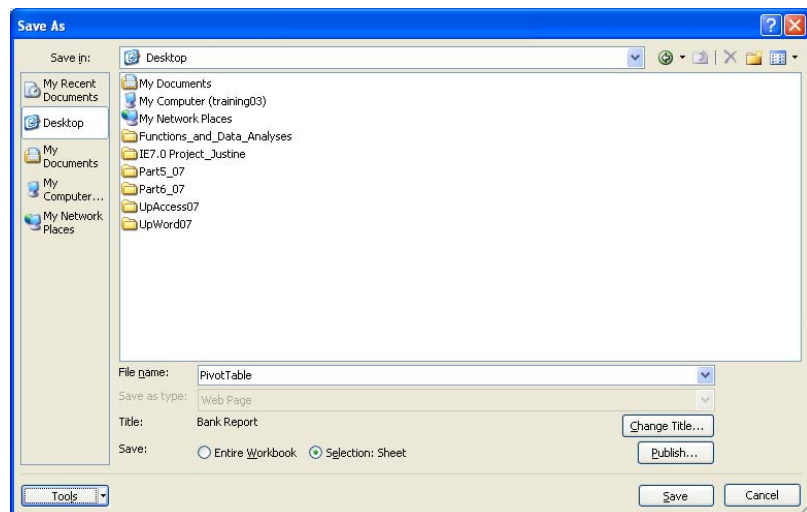 Save As
Save in:
Desktop
My Recent
Documents
Desktop
My
Documents
My
Computer...
My Network
Places
My Documents
My Computer (training03)
My Network Places
Functions_and_Data_Analyses
IE7.0 Project_Justine
Part5_07
Part6_07
UpAccess07
UpWord07
File name:
PivotTable
Save as type:
Web Page
Title:
Bank Report
Change Title...
Save:
Entire Workbook
Selection: Sheet
Publish...
Tools
Save
Cancel